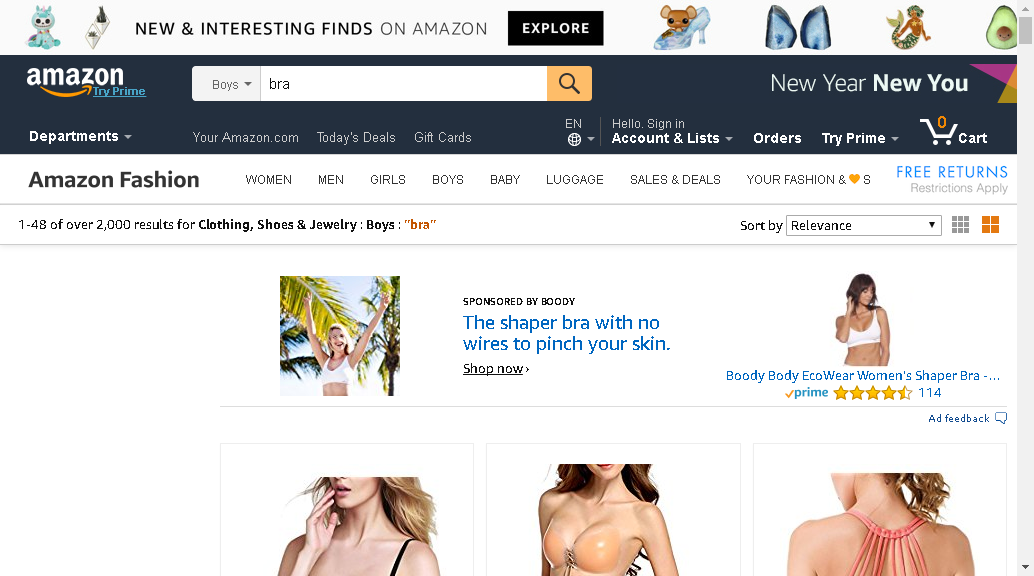 NEW & INTERESTING FINDS ON AMAZON EXPLORE
amazon
Try Prime
Boys bra
New Year New You
Departments
Your Amazon.com Today's Deals Gift Cards
EN
Hello. Sign in
Account & Lists
Orders
Try Prime
0
Cart
Amazon Fashion
WOMEN MEN GIRLS BOYS BABY LUGGAGE SALES & DEALS YOUR FASHION & 🧡 S
FREE RETURNS
Restrictions Apply
1-48 of over 2,000 results for Clothing, Shoes & Jewelry : Boys : "bra"
Sort by Relevance
SPONSORED BY BOODY
The shaper bra with no
wires to pinch your skin.
Shop now ›
Boody Body EcoWear Women's Shaper Bra -...
prime 114
Ad feedback